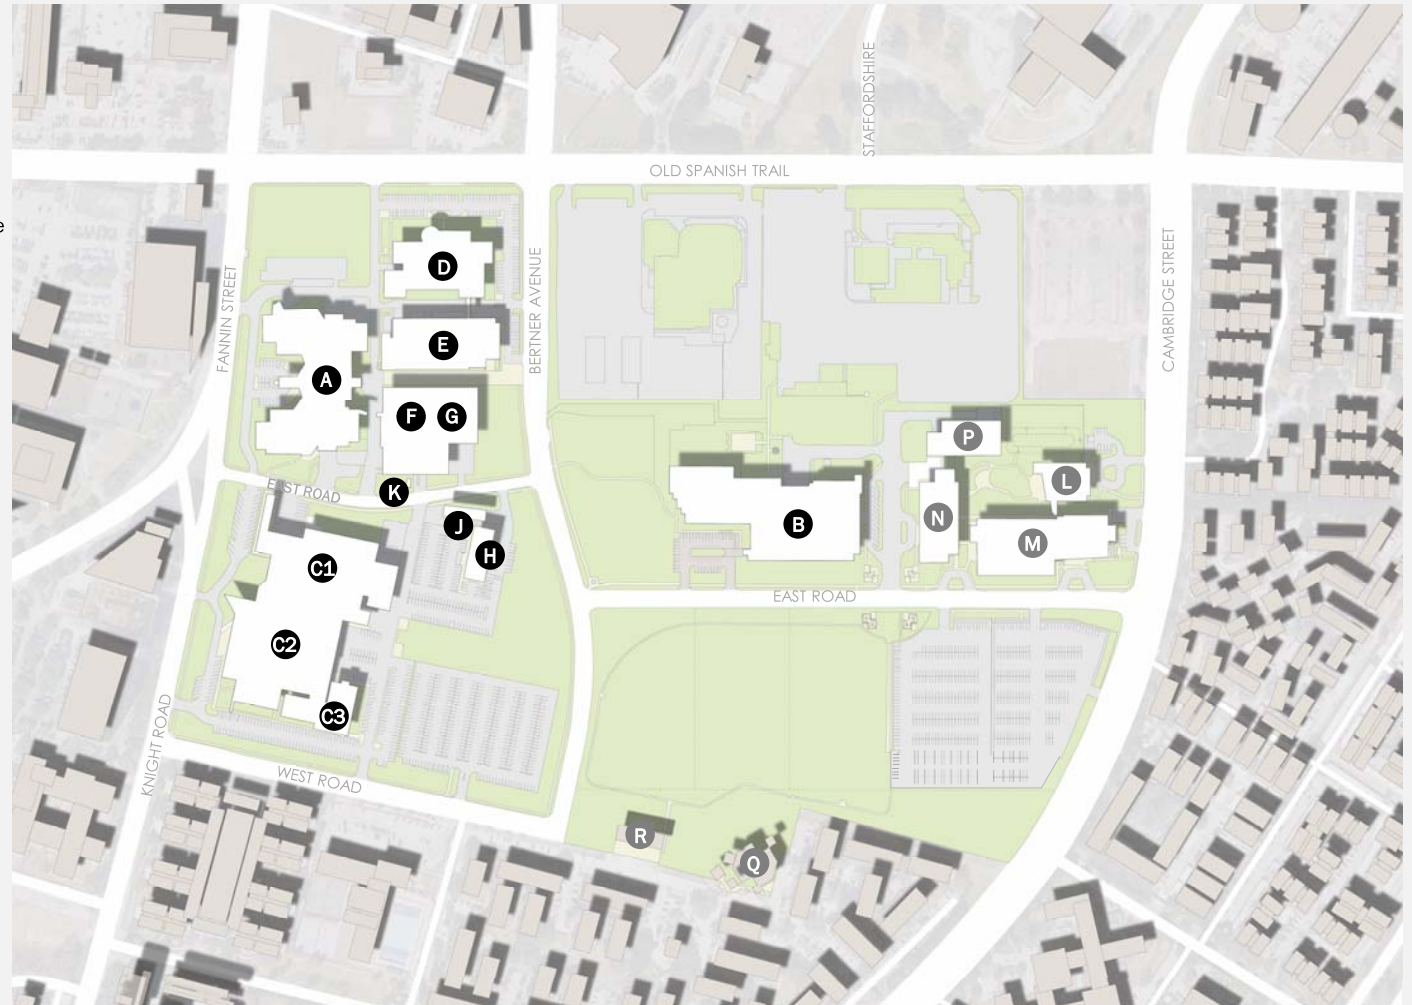 STAFFORDSHIRE
OLD SPANISH TRAIL
e
FANNIN STREET
BERTNER AVENUE
CAMBRIDGE STREET
D
E
A
F
G
P
L
K
EAST ROAD
J
H
B
N
M
C1
EAST ROAD
C2
C3
KNIGHT ROAD
WEST ROAD
R
Q